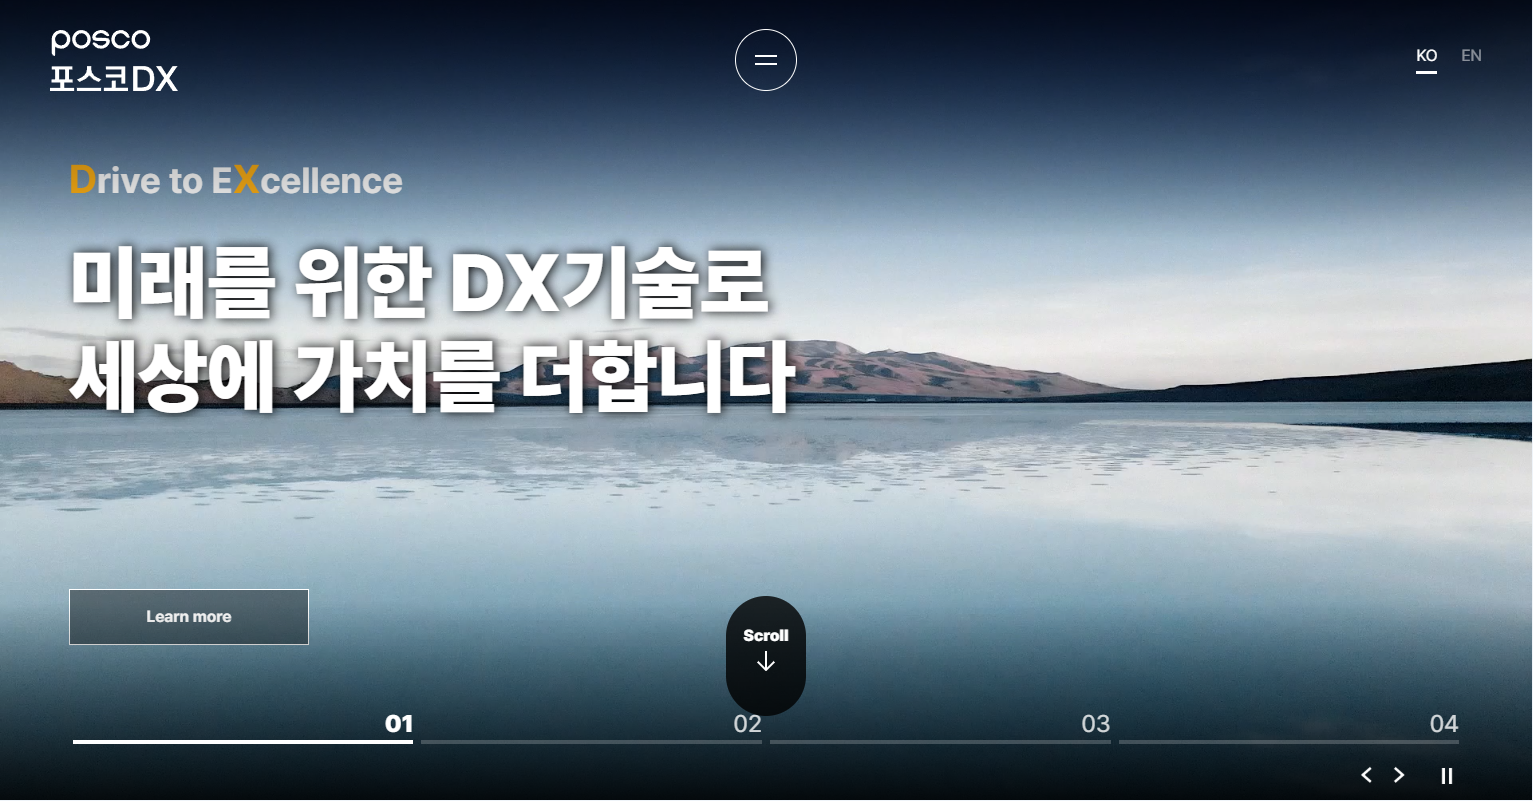 posco
포스코DX
KO
EN
Drive to EXcellence
미래를 위한 DX기술로
세상에 가치를 더합니다
Learn more
Scroll
01
02
03
04